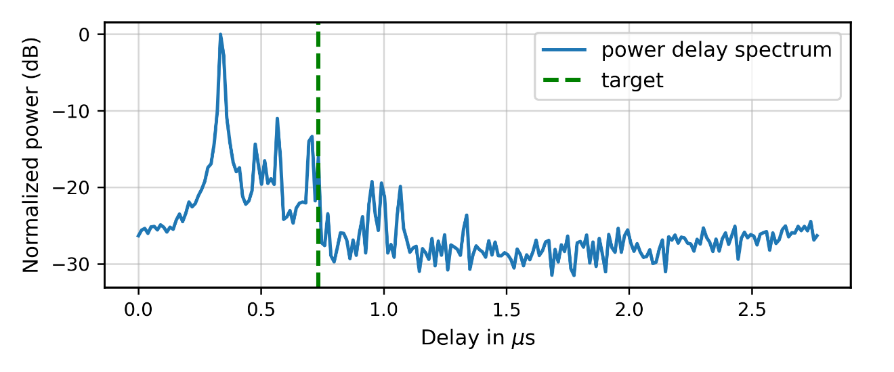 Normalized power (dB)
0
−10
−20
−30
power delay spectrum
target
0.0 0.5 1.0 1.5 2.0 2.5
Delay in μs